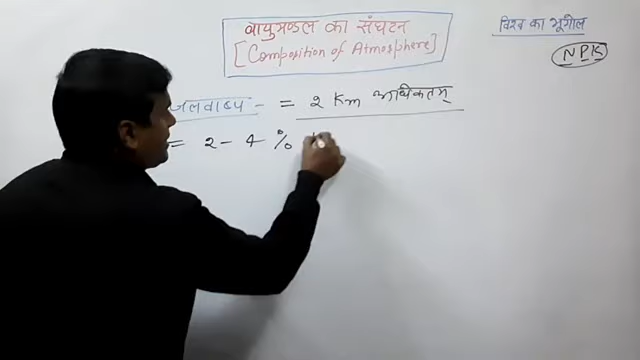 वायुमण्डल का संघटन
[Composition of Atmosphere]
विश्व का भूगोल
NPK
जलवाष्प - = 2 Km अधिकतम्
= 2-4 %